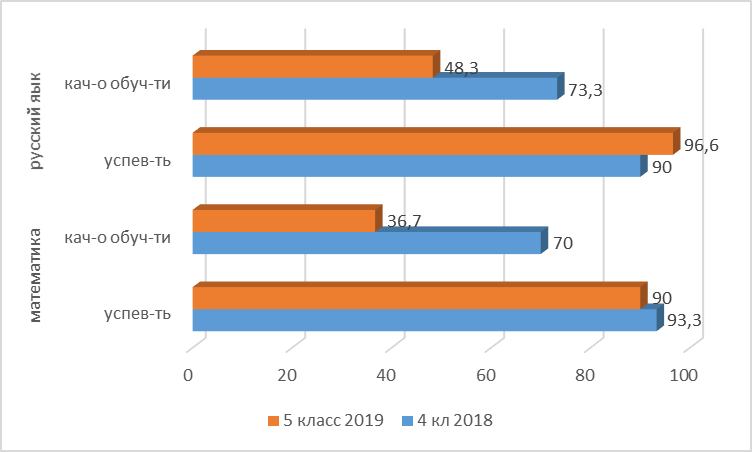 русский язык
кач-о обуч-ти
48,3
73,3
успев-ть
96,6
90
математика
кач-о обуч-ти
36,7
70
успев-ть
90
93,3
0 20 40 60 80 100
5 класс 2019 4 кл 2018